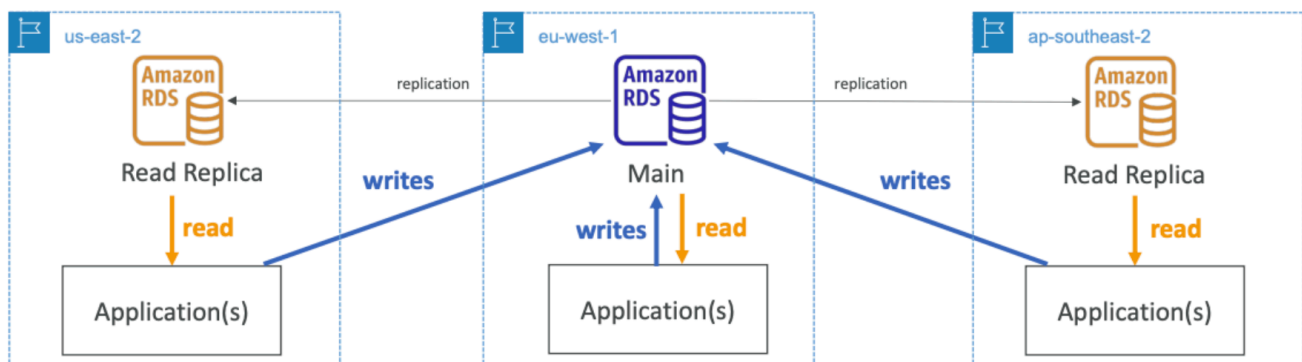 us-east-2
eu-west-1
ap-southeast-2
Amazon
RDS
replication
Amazon
RDS
replication
Amazon
RDS
Read Replica
writes
Main
writes
Read Replica
read
writes
read
read
Application(s)
Application(s)
Application(s)